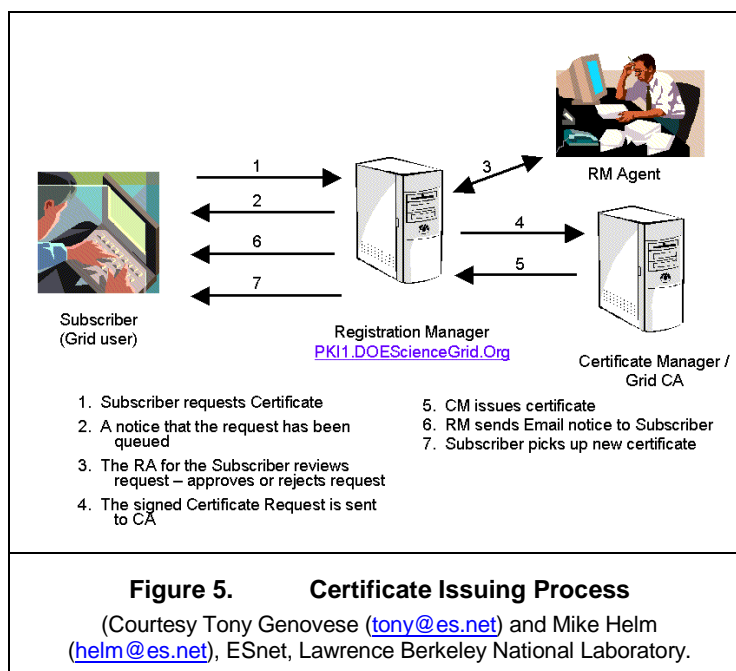 1
2
6
7
3
4
5
RM Agent
Subscriber
(Grid user)
Registration Manager
PKI1.DOEScienceGrid.Org
Certificate Manager /
Grid CA
1. Subscriber requests Certificate
2. A notice that the request has been
queued
3. The RA for the Subscriber reviews
request – approves or rejects request
4. The signed Certificate Request is sent
to CA
5. CM issues certificate
6. RM sends Email notice to Subscriber
7. Subscriber picks up new certificate
Figure 5. Certificate Issuing Process
(Courtesy Tony Genovese (tony@es.net) and Mike Helm
(helm@es.net), ESnet, Lawrence Berkeley National Laboratory.